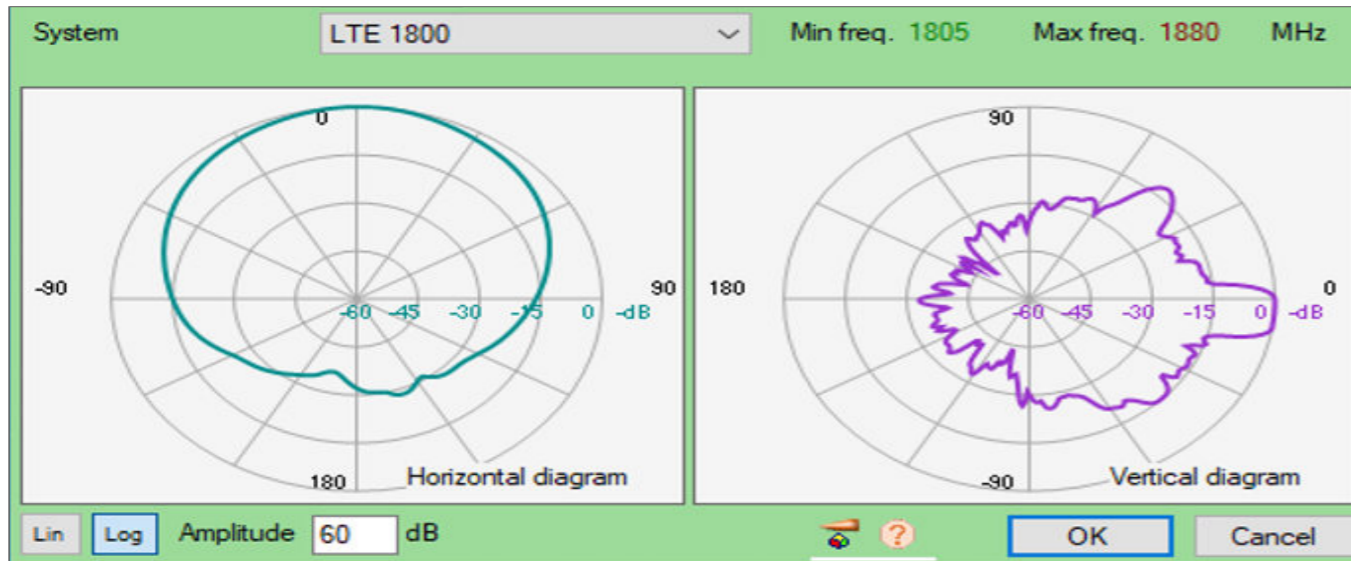 System LTE 1800 Min freq. 1805 Max freq. 1880 MHz
0
-90 90
-60 -45 -30 -15 0 -dB
180 Horizontal diagram
90
180 0
-60 -45 -30 -15 0 -dB
-90 Vertical diagram
Lin Log Amplitude 60 dB ? OK Cancel